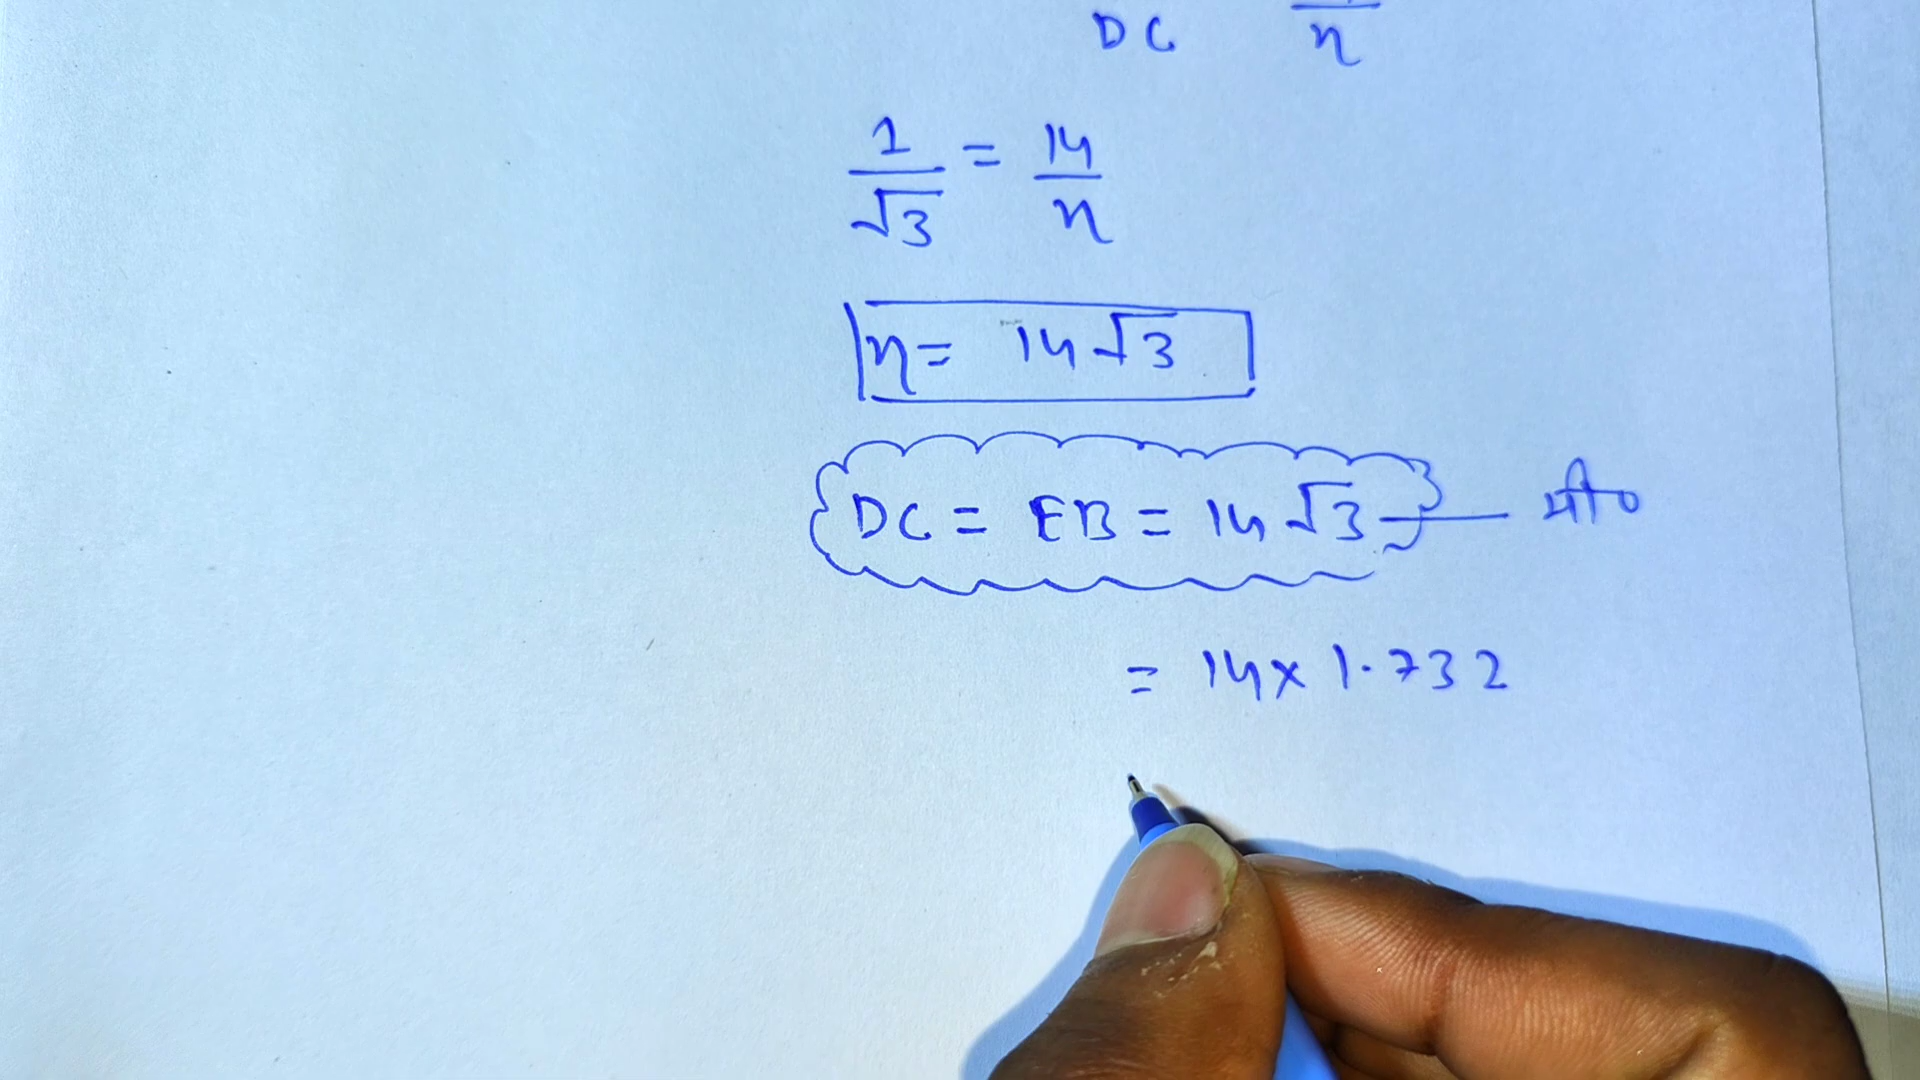 DC n
1/√3 = 14/n
n = 14√3
DC = EB = 14√3 — मी०
= 14 x 1.732